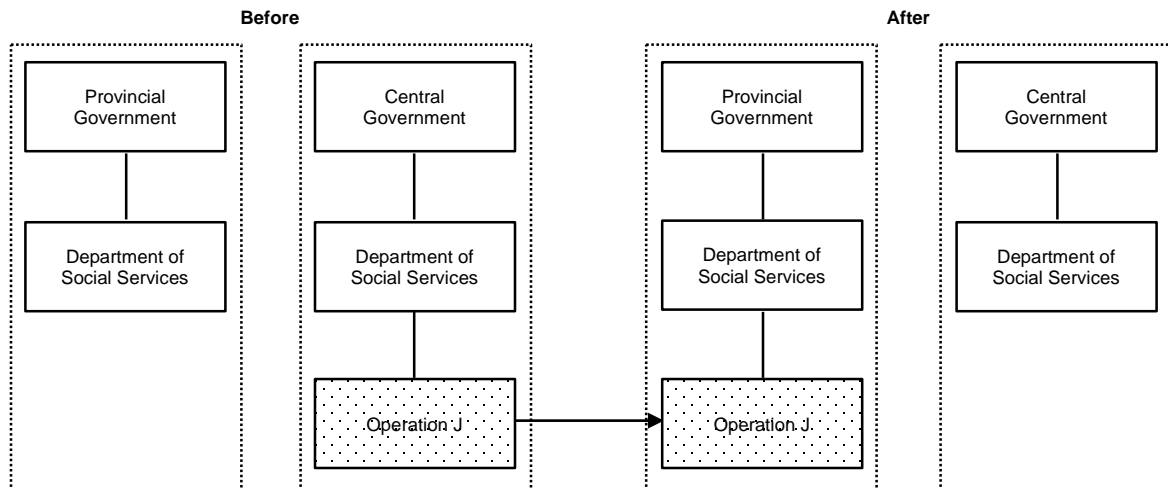 Before
After
Provincial
Government
Central
Government
Provincial
Government
Central
Government
Department of
Social Services
Department of
Social Services
Department of
Social Services
Department of
Social Services
Operation J
Operation J